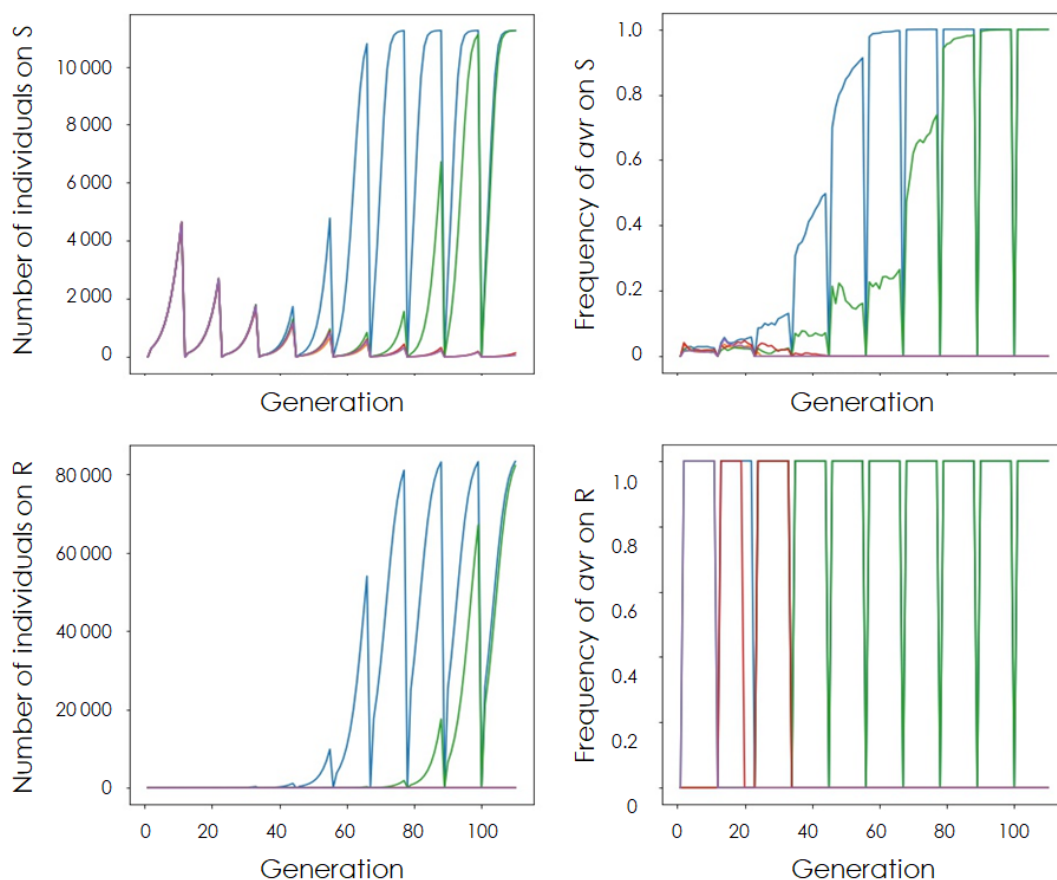 Number of individuals on S
10 000
8 000
6 000
4 000
2 000
0
Generation
Frequency of avr on S
1.0
0.8
0.6
0.4
0.2
0
Generation
Number of individuals on R
80 000
60 000
40 000
20 000
0
0 20 40 60 80 100
Generation
Frequency of avr on R
1.0
0.8
0.6
0.4
0.2
0
0 20 40 60 80 100
Generation